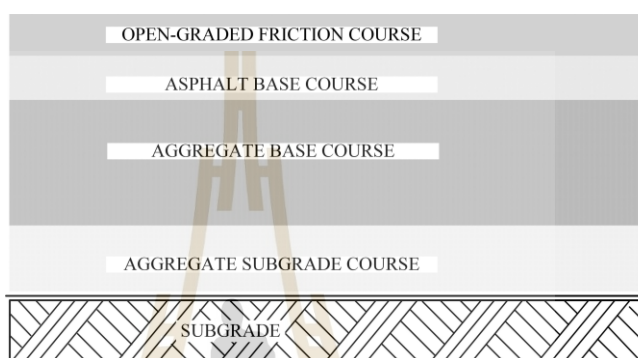 OPEN-GRADED FRICTION COURSE
ASPHALT BASE COURSE
AGGREGATE BASE COURSE
AGGREGATE SUBGRADE COURSE
SUBGRADE